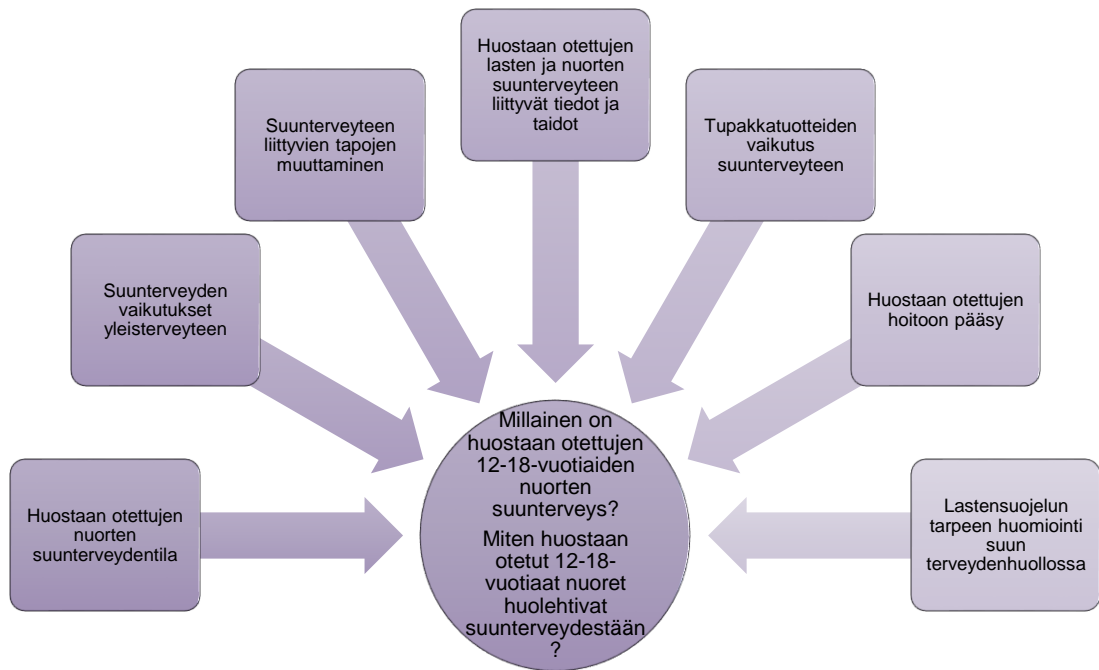 Huostaan otettujen
nuorten
suunterveydentila
Suunterveyden
vaikutukset
yleisterveyteen
Suunterveyteen
liittyvien tapojen
muuttaminen
Huostaan otettujen
lasten ja nuorten
suunterveyteen
liittyvät tiedot ja
taidot
Tupakkatuotteiden
vaikutus
suunterveyteen
Huostaan otettujen
hoitoon pääsy
Lastensuojelun
tarpeen huomiointi
suun
terveydenhuollossa
Millainen on
huostaan otettujen
12-18-vuotiaiden
nuorten
suunterveys?
Miten huostaan
otetut 12-18-
vuotiaat nuoret
huolehtivat
suunterveydestään
?